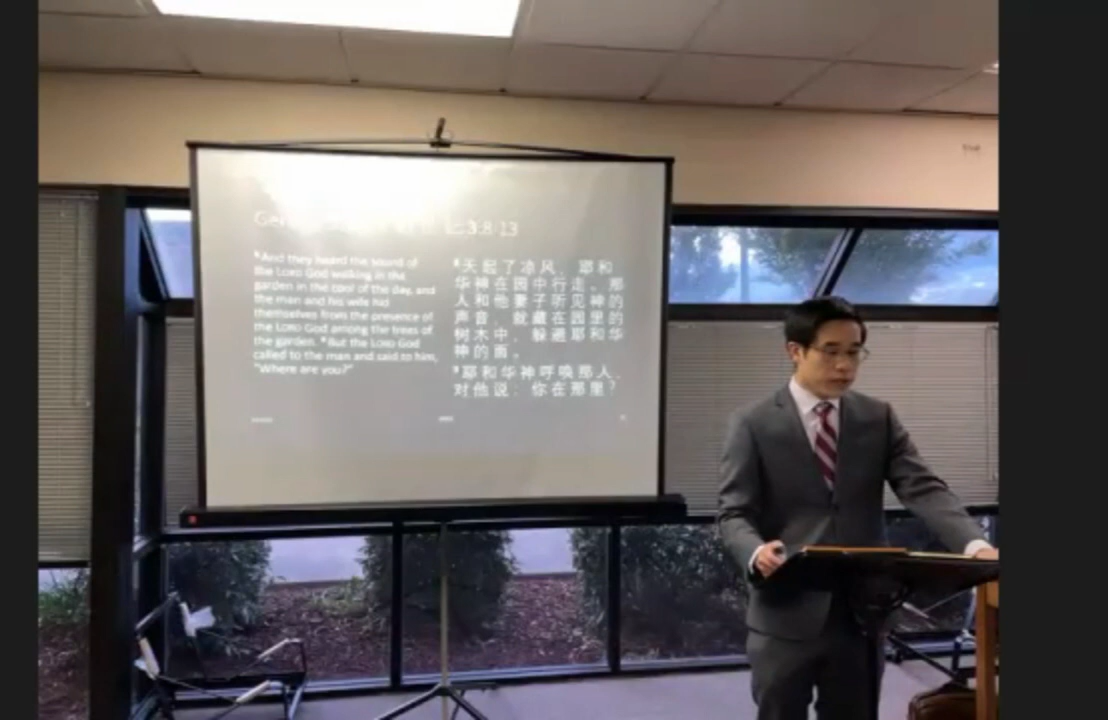 3:8-13
⁸And they heard the sound of
the LORD God walking in the
garden in the cool of the day, and
the man and his wife hid
themselves from the presence of
the LORD God among the trees of
the garden. ⁹But the LORD God
called to the man and said to him,
"Where are you?"
⁸天起了凉风，耶和
华神在园中行走。那
人和他妻子听见神的
声音，就藏在园里的
树木中，躲避耶和华
神的面。
⁹耶和华神呼唤那人，
对他说：你在那里？